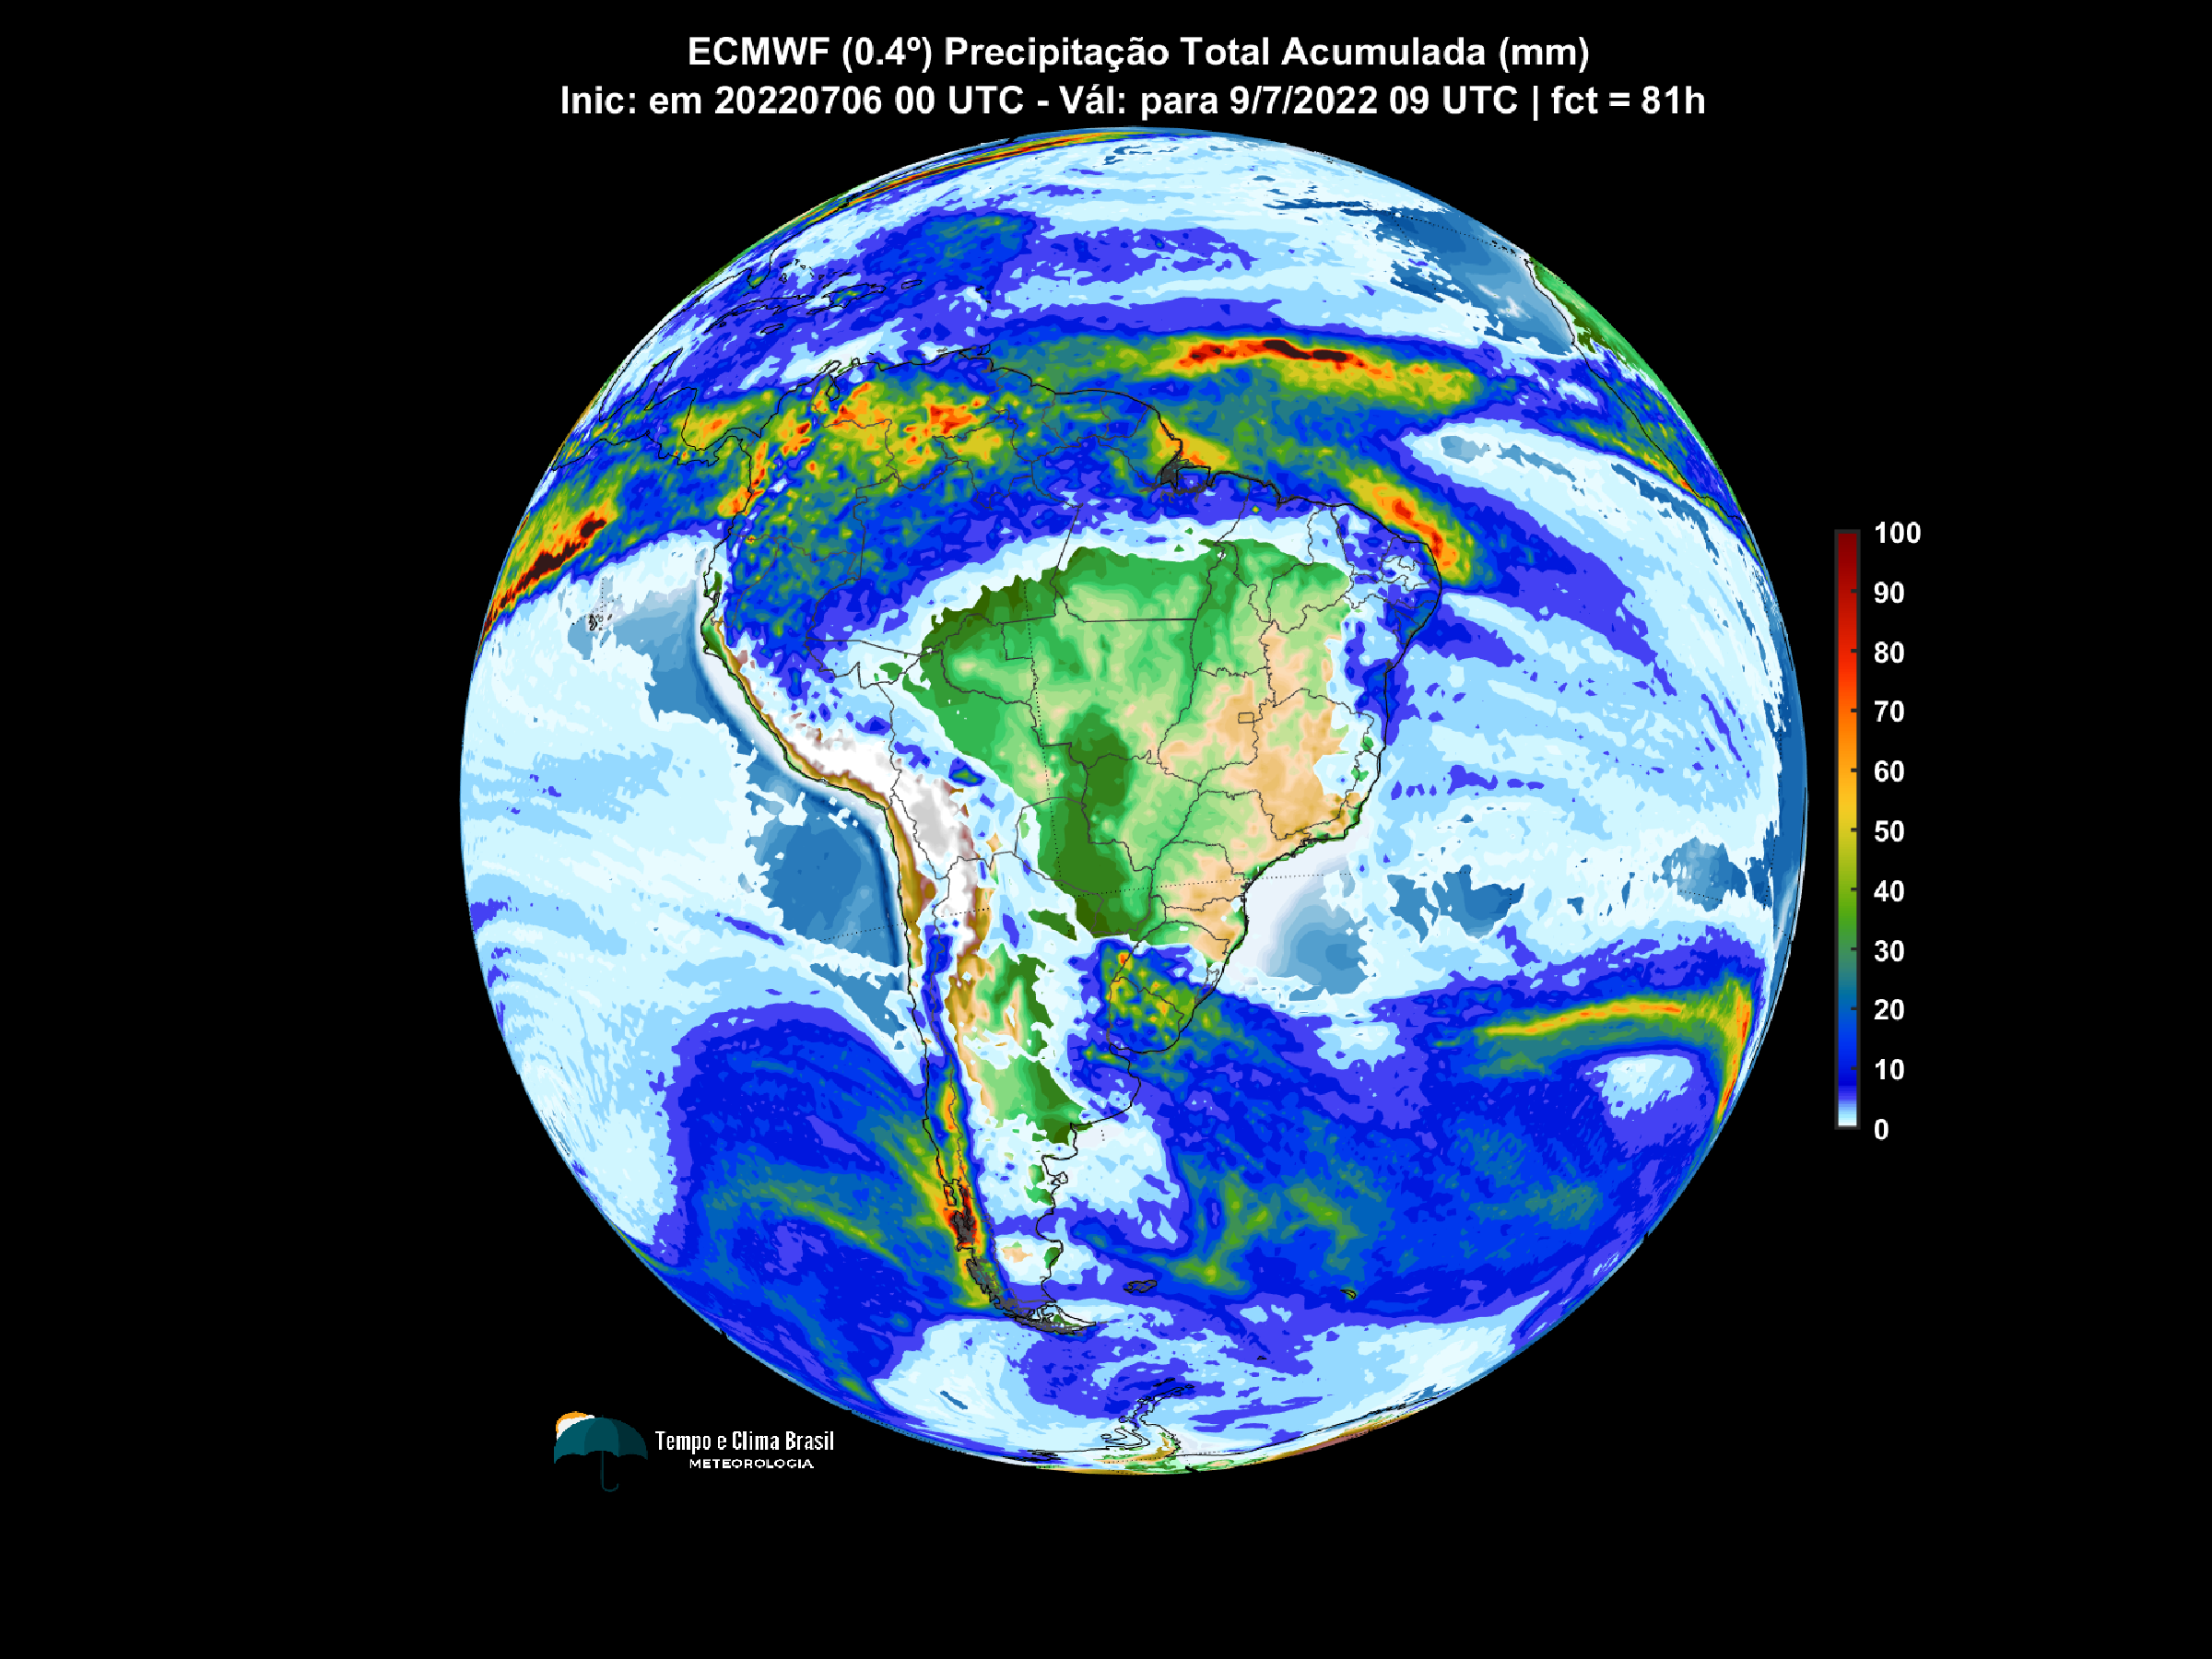 ECMWF (0.4º) Precipitação Total Acumulada (mm)
Inic: em 20220706 00 UTC - Vál: para 9/7/2022 09 UTC | fct = 81h
100
90
80
70
60
50
40
30
20
10
0
Tempo e Clima Brasil
METEOROLOGIA